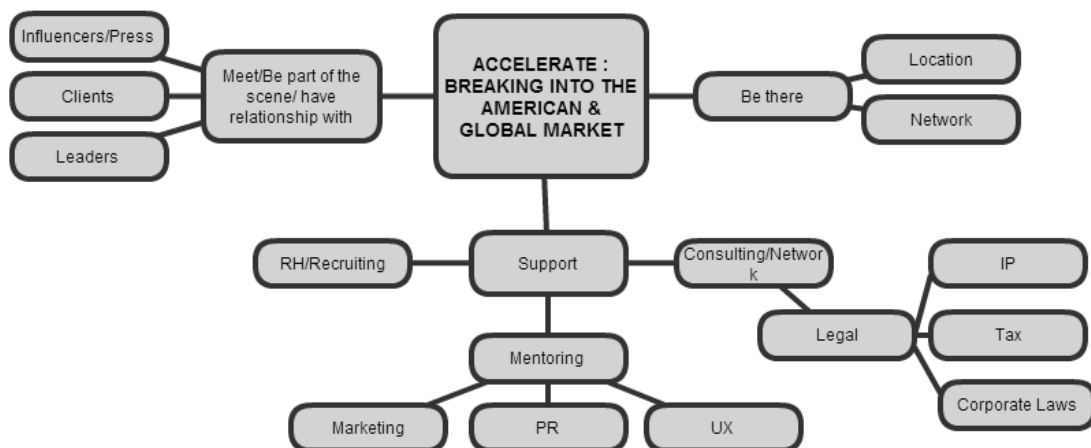 Influencers/Press
Clients
Leaders
Meet/Be part of the
scene/ have
relationship with
ACCELERATE :
BREAKING INTO THE
AMERICAN &
GLOBAL MARKET
Be there
Location
Network
RH/Recruiting
Support
Consulting/Networ
k
Legal
IP
Tax
Corporate Laws
Mentoring
Marketing
PR
UX